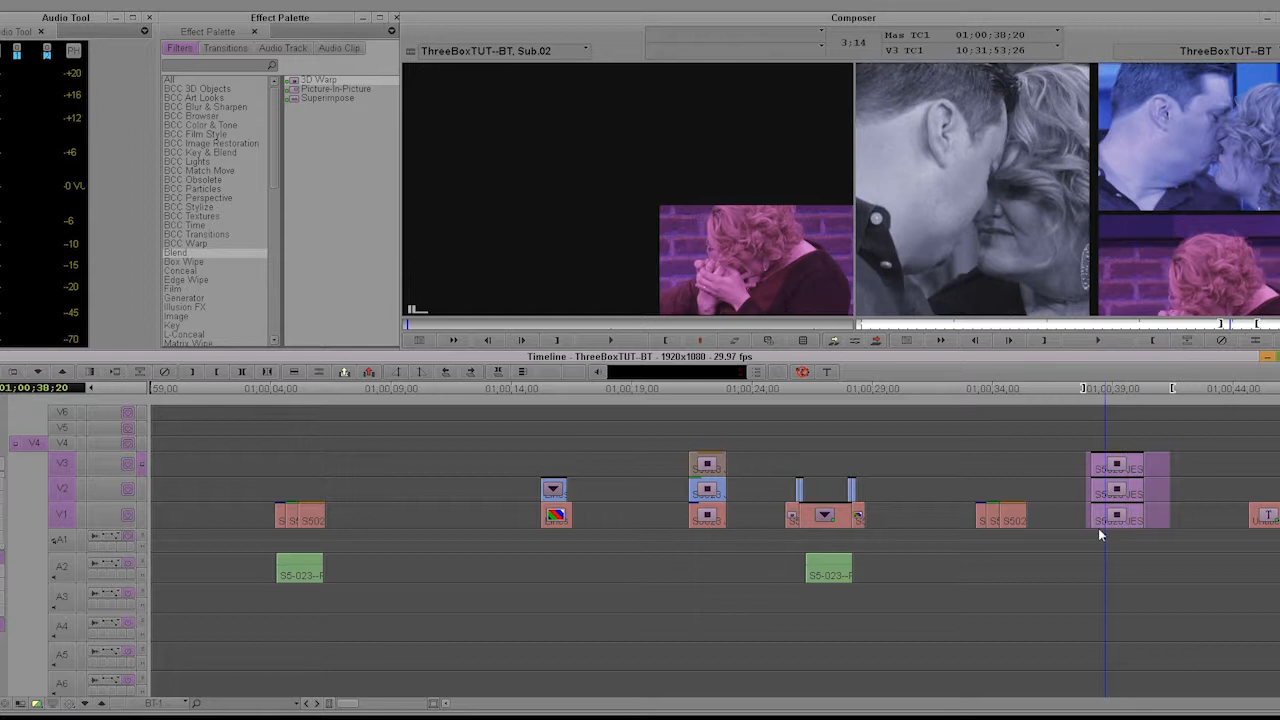 Audio Tool
Effect Palette
Composer
dio Tool
Effect Palette
PH
Filters
Transitions
Audio Track
Audio Clip
ThreeBoxTUT--BT, Sub.02
3;14
Mas TC1
01;00;38;20
V3 TC1
10;31;53;26
ThreeBoxTUT--BT
+20
+16
+12
+6
0 VU
-6
-10
-15
-20
-45
-70
All
BCC 3D Objects
BCC Art Looks
BCC Blur & Sharpen
BCC Browser
BCC Color & Tone
BCC Film Style
BCC Image Restoration
BCC Key & Blend
BCC Lights
BCC Match Move
BCC Obsolete
BCC Particles
BCC Perspective
BCC Stylize
BCC Textures
BCC Time
BCC Transitions
BCC Warp
Blend
Box Wipe
Conceal
Edge Wipe
Film
Generator
Illusion FX
Image
Key
L-Conceal
Matrix Wipe
3D Warp
Picture-In-Picture
Superimpose
Timeline - ThreeBoxTUT-BT - 1920x1080 - 29.97 fps
01;00;38;20
59;00
01;00;04;00
01;00;09;00
01;00;14;00
01;00;24;00
01;00;29;00
01;00;34;00
01;00;39;00
01;00;44;00
V6
V5
V4
V4
V3
V2
V1
A1
A2
A3
A4
A5
A6
S502
S5-023--F
S5-023--F
S502
BT-1